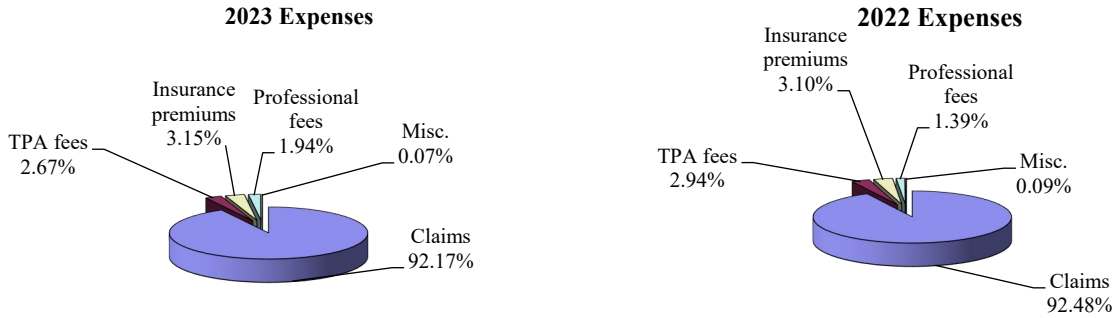 2023 Expenses
Insurance
premiums
3.15%
Professional
fees
1.94%
TPA fees
2.67%
Misc.
0.07%
Claims
92.17%
2022 Expenses
Insurance
premiums
3.10%
Professional
fees
1.39%
TPA fees
2.94%
Misc.
0.09%
Claims
92.48%